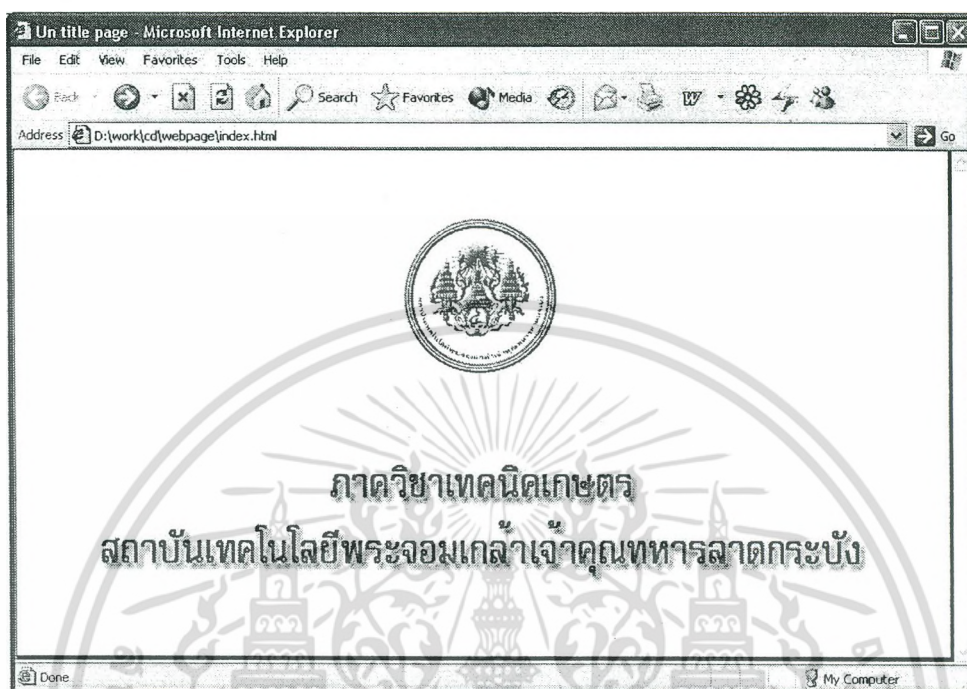 Un title page - Microsoft Internet Explorer
File Edit View Favorites Tools Help
Back Search Favorites Media
Address D:\work\cd\webpage\index.html Go
ภาควิชาเทคนิคเกษตร
สถาบันเทคโนโลยีพระจอมเกล้าเจ้าคุณทหารลาดกระบัง
Done My Computer